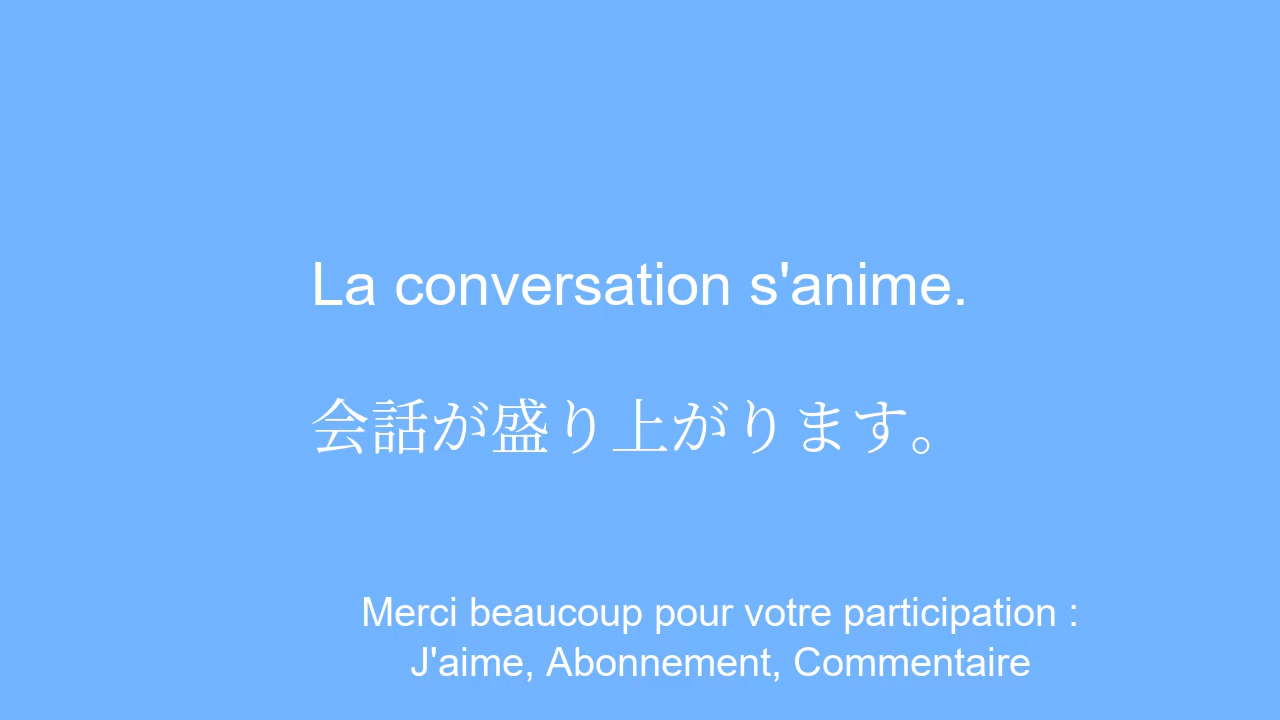 La conversation s'anime.
会話が盛り上がります。
Merci beaucoup pour votre participation :
J'aime, Abonnement, Commentaire